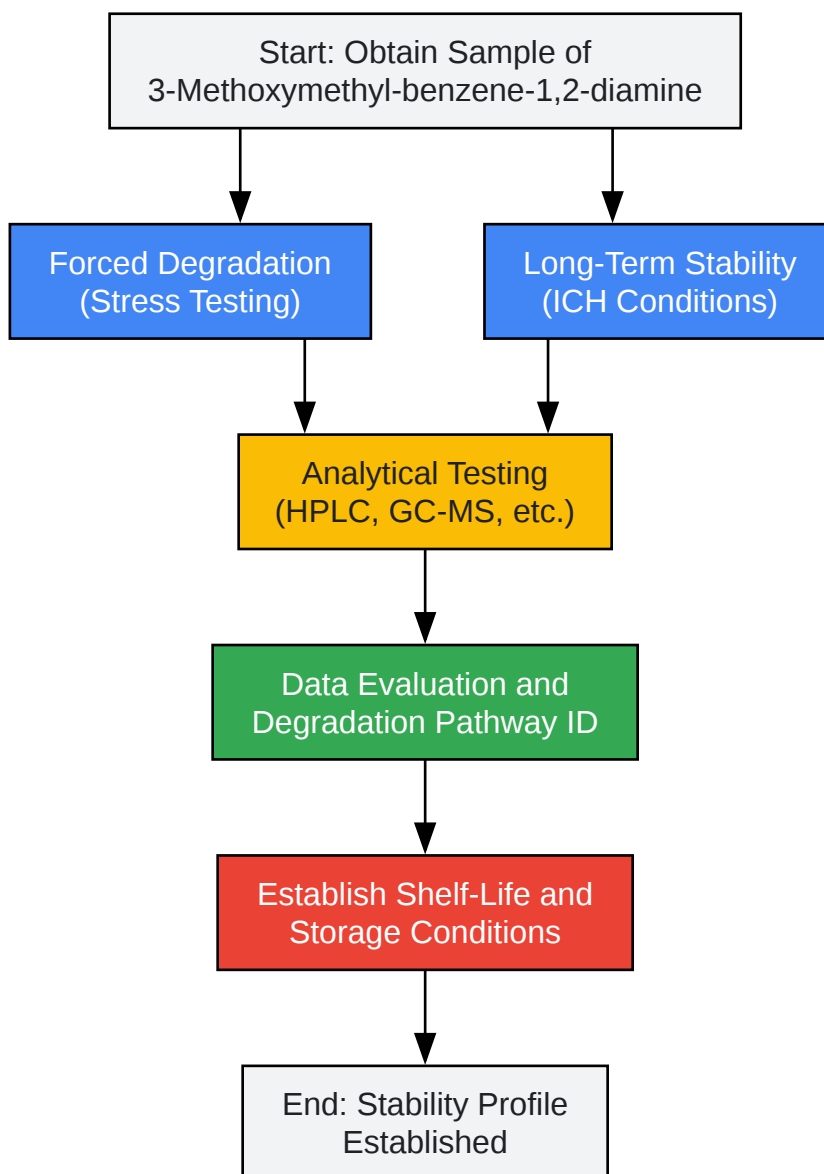 Start: Obtain Sample of
3-Methoxymethyl-benzene-1,2-diamine
Forced Degradation
(Stress Testing)
Long-Term Stability
(ICH Conditions)
Analytical Testing
(HPLC, GC-MS, etc.)
Data Evaluation and
Degradation Pathway ID
Establish Shelf-Life and
Storage Conditions
End: Stability Profile
Established